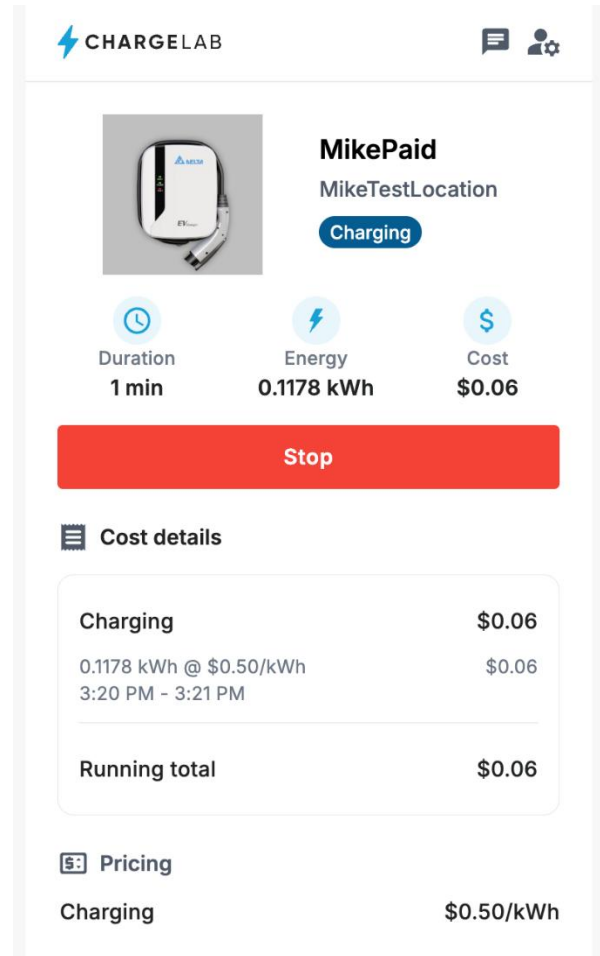 CHARGELAB
MikePaid
MikeTestLocation
Charging
DELTA
EV
Duration
Energy
Cost
1 min
0.1178 kWh
$0.06
Stop
Cost details
Charging $0.06
0.1178 kWh @ $0.50/kWh $0.06
3:20 PM - 3:21 PM
Running total $0.06
Pricing
Charging $0.50/kWh